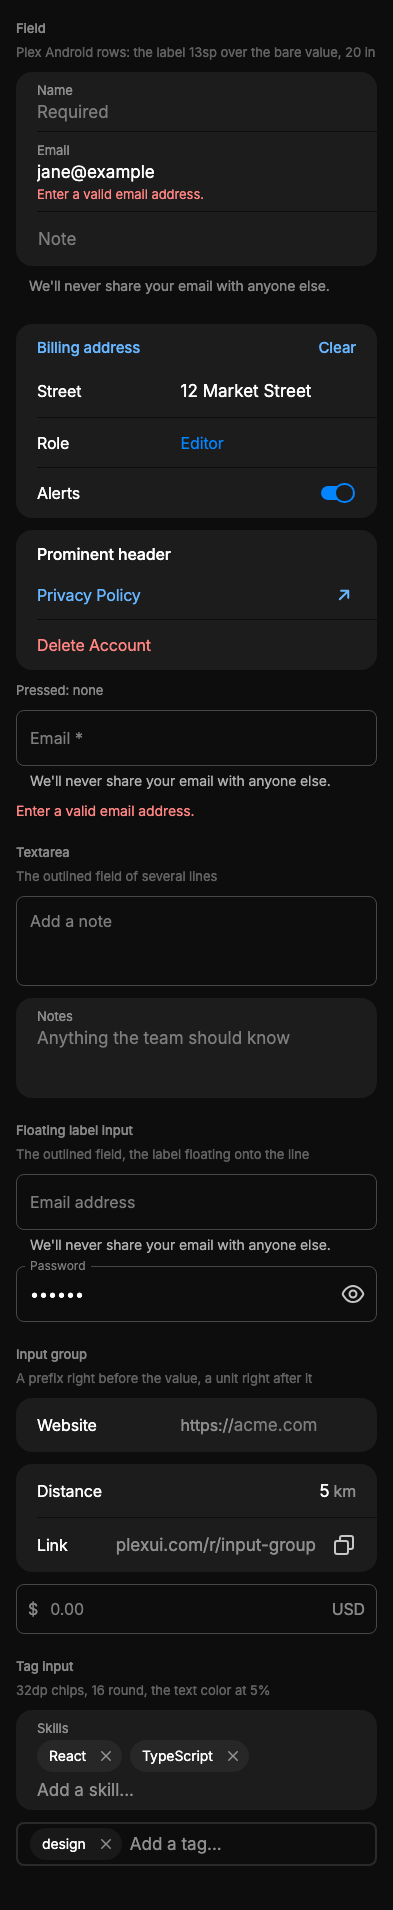 Field
Plex Android rows: the label 13sp over the bare value, 20 in
Name
Required
Email
jane@example
Enter a valid email address.
Note
We'll never share your email with anyone else.
Billing address Clear
Street 12 Market Street
Role Editor
Alerts
Prominent header
Privacy Policy
Delete Account
Pressed: none
Email *
We'll never share your email with anyone else.
Enter a valid email address.
Textarea
The outlined field of several lines
Add a note
Notes
Anything the team should know
Floating label input
The outlined field, the label floating onto the line
Email address
We'll never share your email with anyone else.
Password
••••••
Input group
A prefix right before the value, a unit right after it
Website https://acme.com
Distance 5 km
Link plexui.com/r/input-group
$ 0.00 USD
Tag input
32dp chips, 16 round, the text color at 5%
Skills
React TypeScript
Add a skill...
design Add a tag...